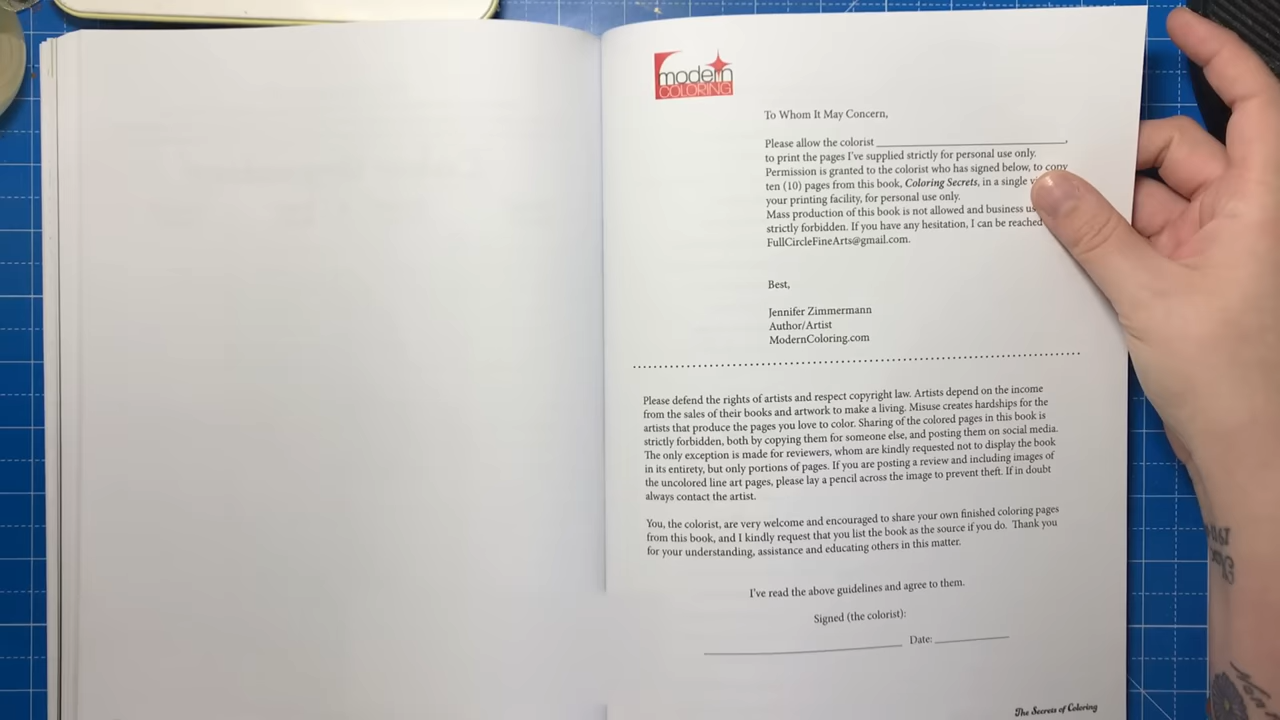 modern
COLORING
To Whom It May Concern,
Please allow the colorist ,
to print the pages I've supplied strictly for personal use only.
Permission is granted to the colorist who has signed below, to copy
ten (10) pages from this book, Coloring Secrets, in a single
your printing facility, for personal use only.
Mass production of this book is not allowed and business
strictly forbidden. If you have any hesitation, I can be reached
FullCircleFineArts@gmail.com.
Best,
Jennifer Zimmermann
Author/Artist
ModernColoring.com
Please defend the rights of artists and respect copyright law. Artists depend on the income
from the sales of their books and artwork to make a living. Misuse creates hardships for the
artists that produce the pages you love to color. Sharing of the colored pages in this book is
strictly forbidden, both by copying them for someone else, and posting them on social media.
The only exception is made for reviewers, whom are kindly requested not to display the book
in its entirety, but only portions of pages. If you are posting a review and including images of
the uncolored line art pages, please lay a pencil across the image to prevent theft. If in doubt
always contact the artist.
You, the colorist, are very welcome and encouraged to share your own finished coloring pages
from this book, and I kindly request that you list the book as the source if you do. Thank you
for your understanding, assistance and educating others in this matter.
I've read the above guidelines and agree to them.
Signed (the colorist):
Date:
The Secrets of Coloring